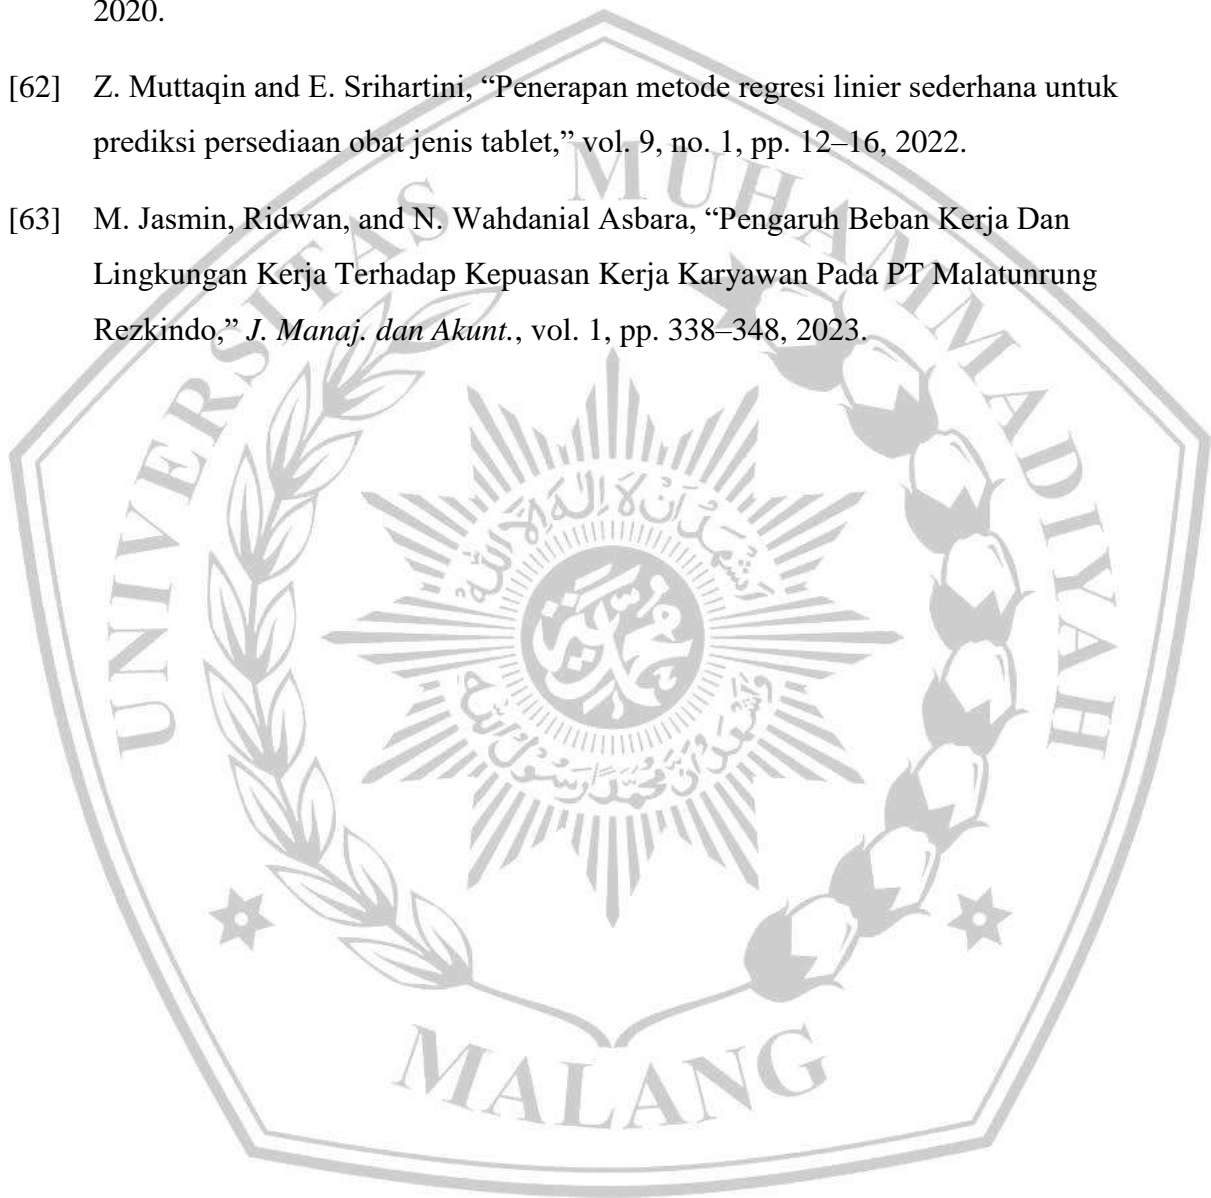 2020.
[62] Z. Muttaqin and E. Srihartini, “Penerapan metode regresi linier sederhana untuk
prediksi persediaan obat jenis tablet,” vol. 9, no. 1, pp. 12–16, 2022.
[63] M. Jasmin, Ridwan, and N. Wahdanial Asbara, “Pengaruh Beban Kerja Dan
Lingkungan Kerja Terhadap Kepuasan Kerja Karyawan Pada PT Malatunrung
Rezkindo,” J. Manaj. dan Akunt., vol. 1, pp. 338–348, 2023.
UNIVERSITAS MUHAMMADIYAH
MALANG